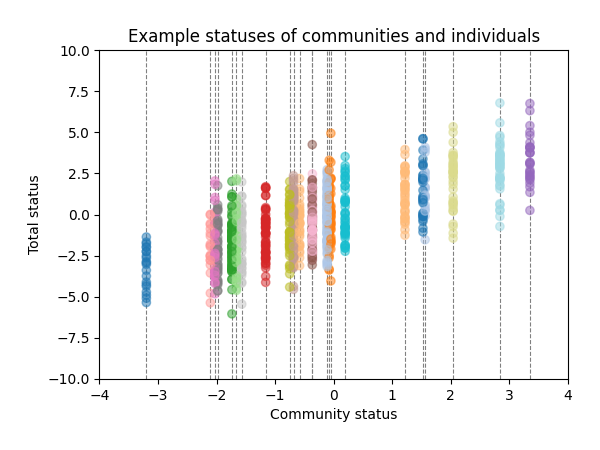 Example statuses of communities and individuals
10.0
7.5
5.0
2.5
0.0
−2.5
−5.0
−7.5
−10.0
Total status
−4 −3 −2 −1 0 1 2 3 4
Community status